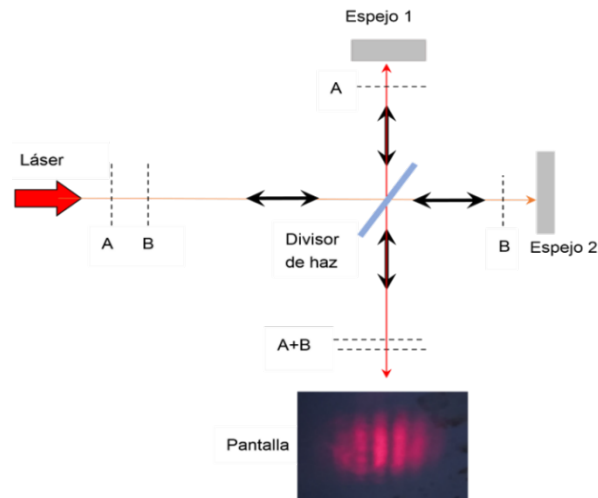 Espejo 1
A
Láser
A B
Divisor
de haz
B
Espejo 2
A+B
Pantalla